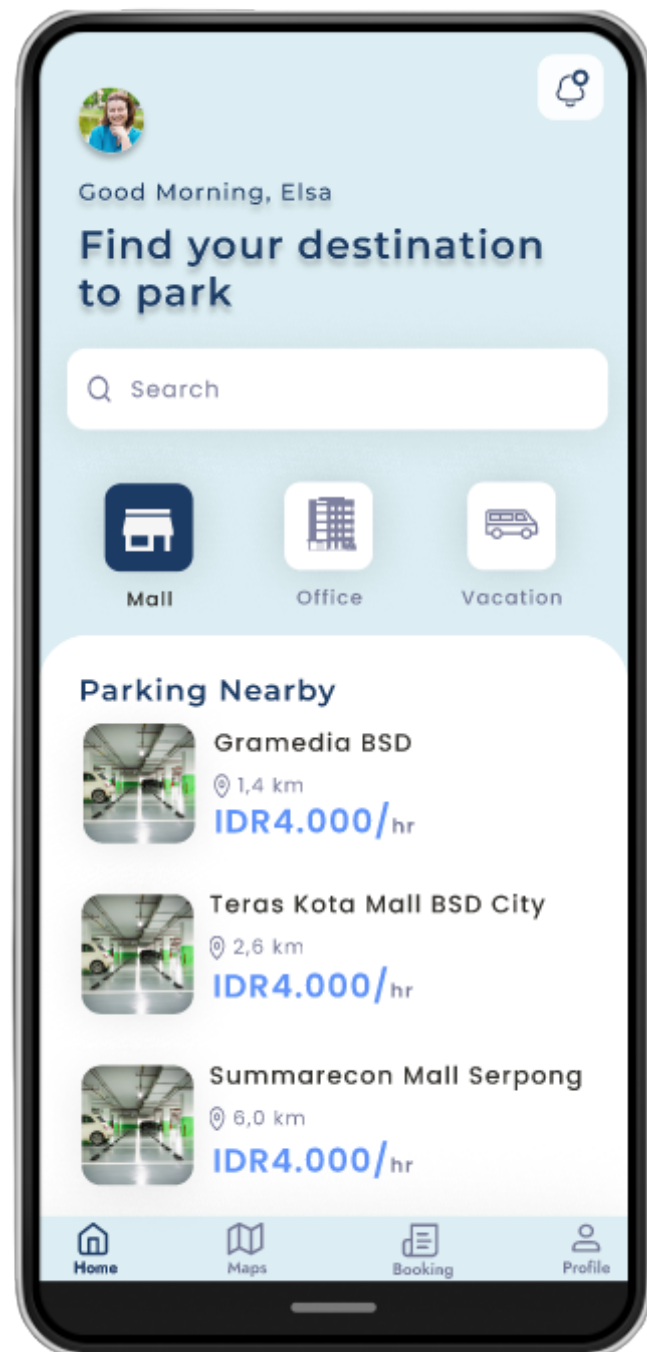 Good Morning, Elsa
Find your destination
to park
Search
Mall
Office
Vacation
Parking Nearby
Gramedia BSD
1,4 km
IDR4.000/hr
Teras Kota Mall BSD City
2,6 km
IDR4.000/hr
Summarecon Mall Serpong
6,0 km
IDR4.000/hr
Home
Maps
Booking
Profile